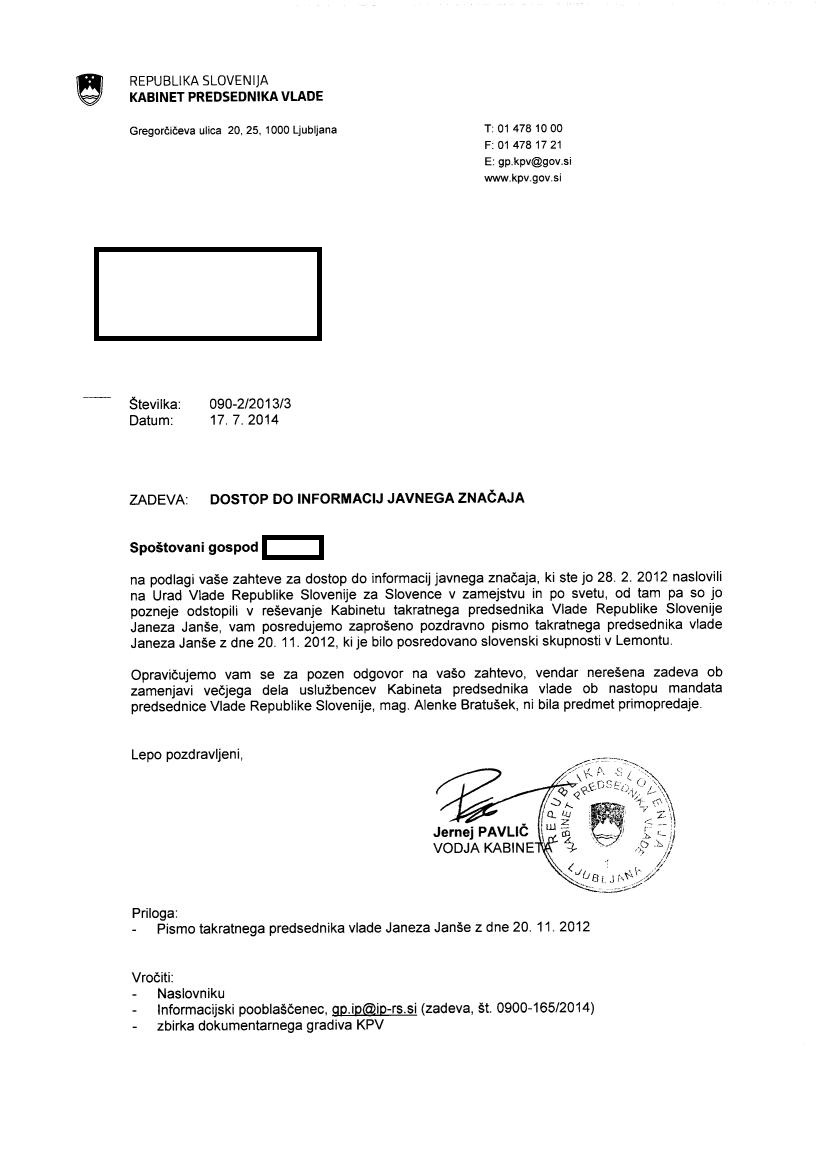 REPUBLIKA SLOVENIJA
KABINET PREDSEDNIKA VLADE
Gregorčičeva ulica 20, 25, 1000 Ljubljana
T: 01 478 10 00
F: 01 478 17 21
E: gp.kpv@gov.si
www.kpv.gov.si
Številka: 090-2/2013/3
Datum: 17. 7. 2014
ZADEVA: DOSTOP DO INFORMACIJ JAVNEGA ZNAČAJA
Spoštovani gospod
na podlagi vaše zahteve za dostop do informacij javnega značaja, ki ste jo 28. 2. 2012 naslovili
na Urad Vlade Republike Slovenije za Slovence v zamejstvu in po svetu, od tam pa so jo
pozneje odstopili v reševanje Kabinetu takratnega predsednika Vlade Republike Slovenije
Janeza Janše, vam posredujemo zaprošeno pozdravno pismo takratnega predsednika vlade
Janeza Janše z dne 20. 11. 2012, ki je bilo posredovano slovenski skupnosti v Lemontu.
Opravičujemo vam se za pozen odgovor na vašo zahtevo, vendar nerešena zadeva ob
zamenjavi večjega dela uslužbencev Kabineta predsednika vlade ob nastopu mandata
predsednice Vlade Republike Slovenije, mag. Alenke Bratušek, ni bila predmet primopredaje.
Lepo pozdravljeni,
Jernej PAVLIČ
VODJA KABINETA
REPUBLIKA SLOVENIJA
KABINET PREDSEDNIKA VLADE
1
LJUBLJANA
Priloga:
- Pismo takratnega predsednika vlade Janeza Janše z dne 20. 11. 2012
Vročiti:
- Naslovniku
- Informacijski pooblaščenec, gp.ip@ip-rs.si (zadeva, št. 0900-165/2014)
- zbirka dokumentarnega gradiva KPV